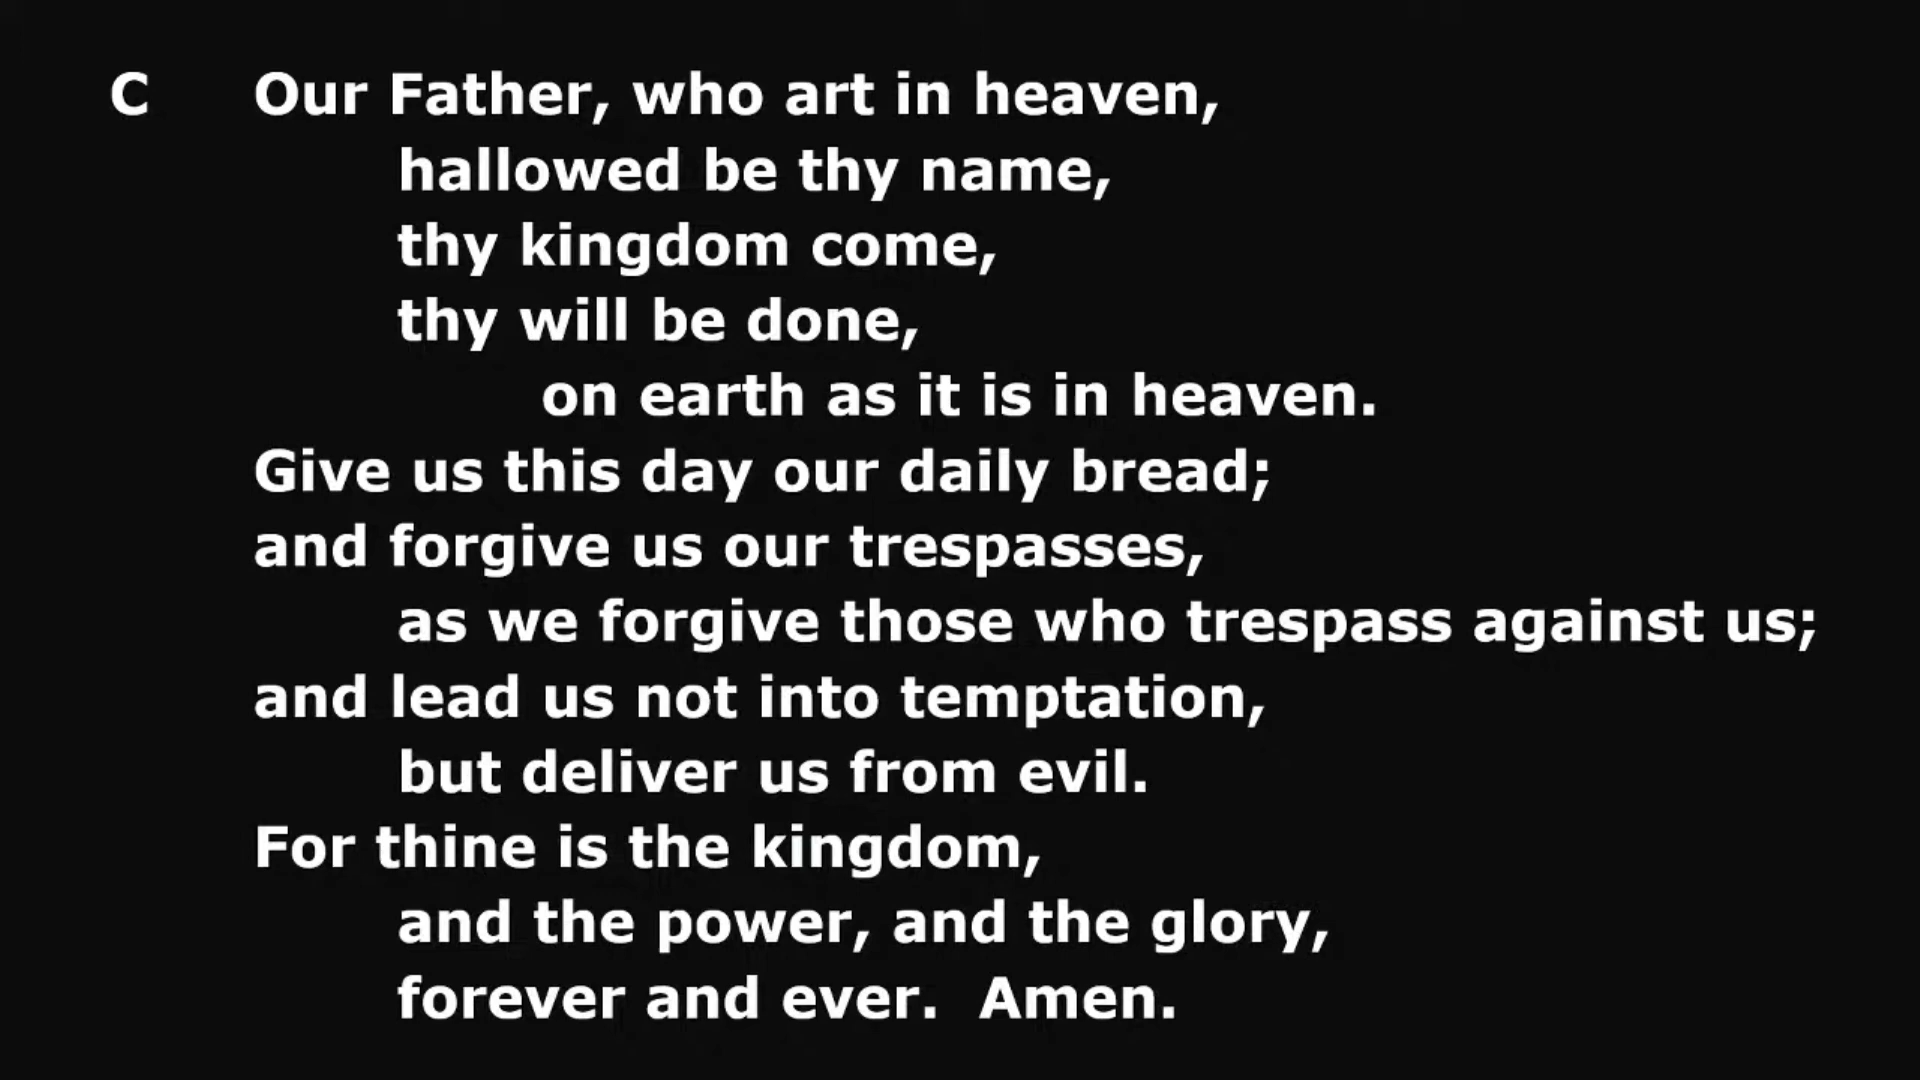 C Our Father, who art in heaven,
hallowed be thy name,
thy kingdom come,
thy will be done,
on earth as it is in heaven.
Give us this day our daily bread;
and forgive us our trespasses,
as we forgive those who trespass against us;
and lead us not into temptation,
but deliver us from evil.
For thine is the kingdom,
and the power, and the glory,
forever and ever.  Amen.